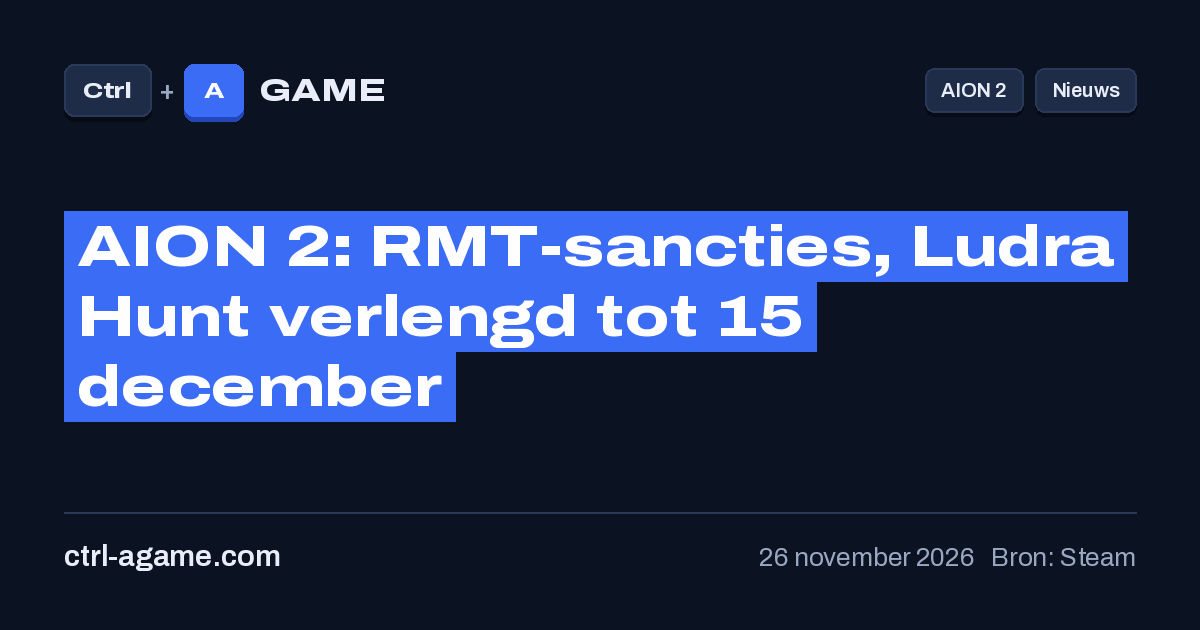 Ctrl + A GAME
AION 2 Nieuws
AION 2: RMT-sancties, Ludra
Hunt verlengd tot 15
december
ctrl-agame.com
26 november 2026 Bron: Steam